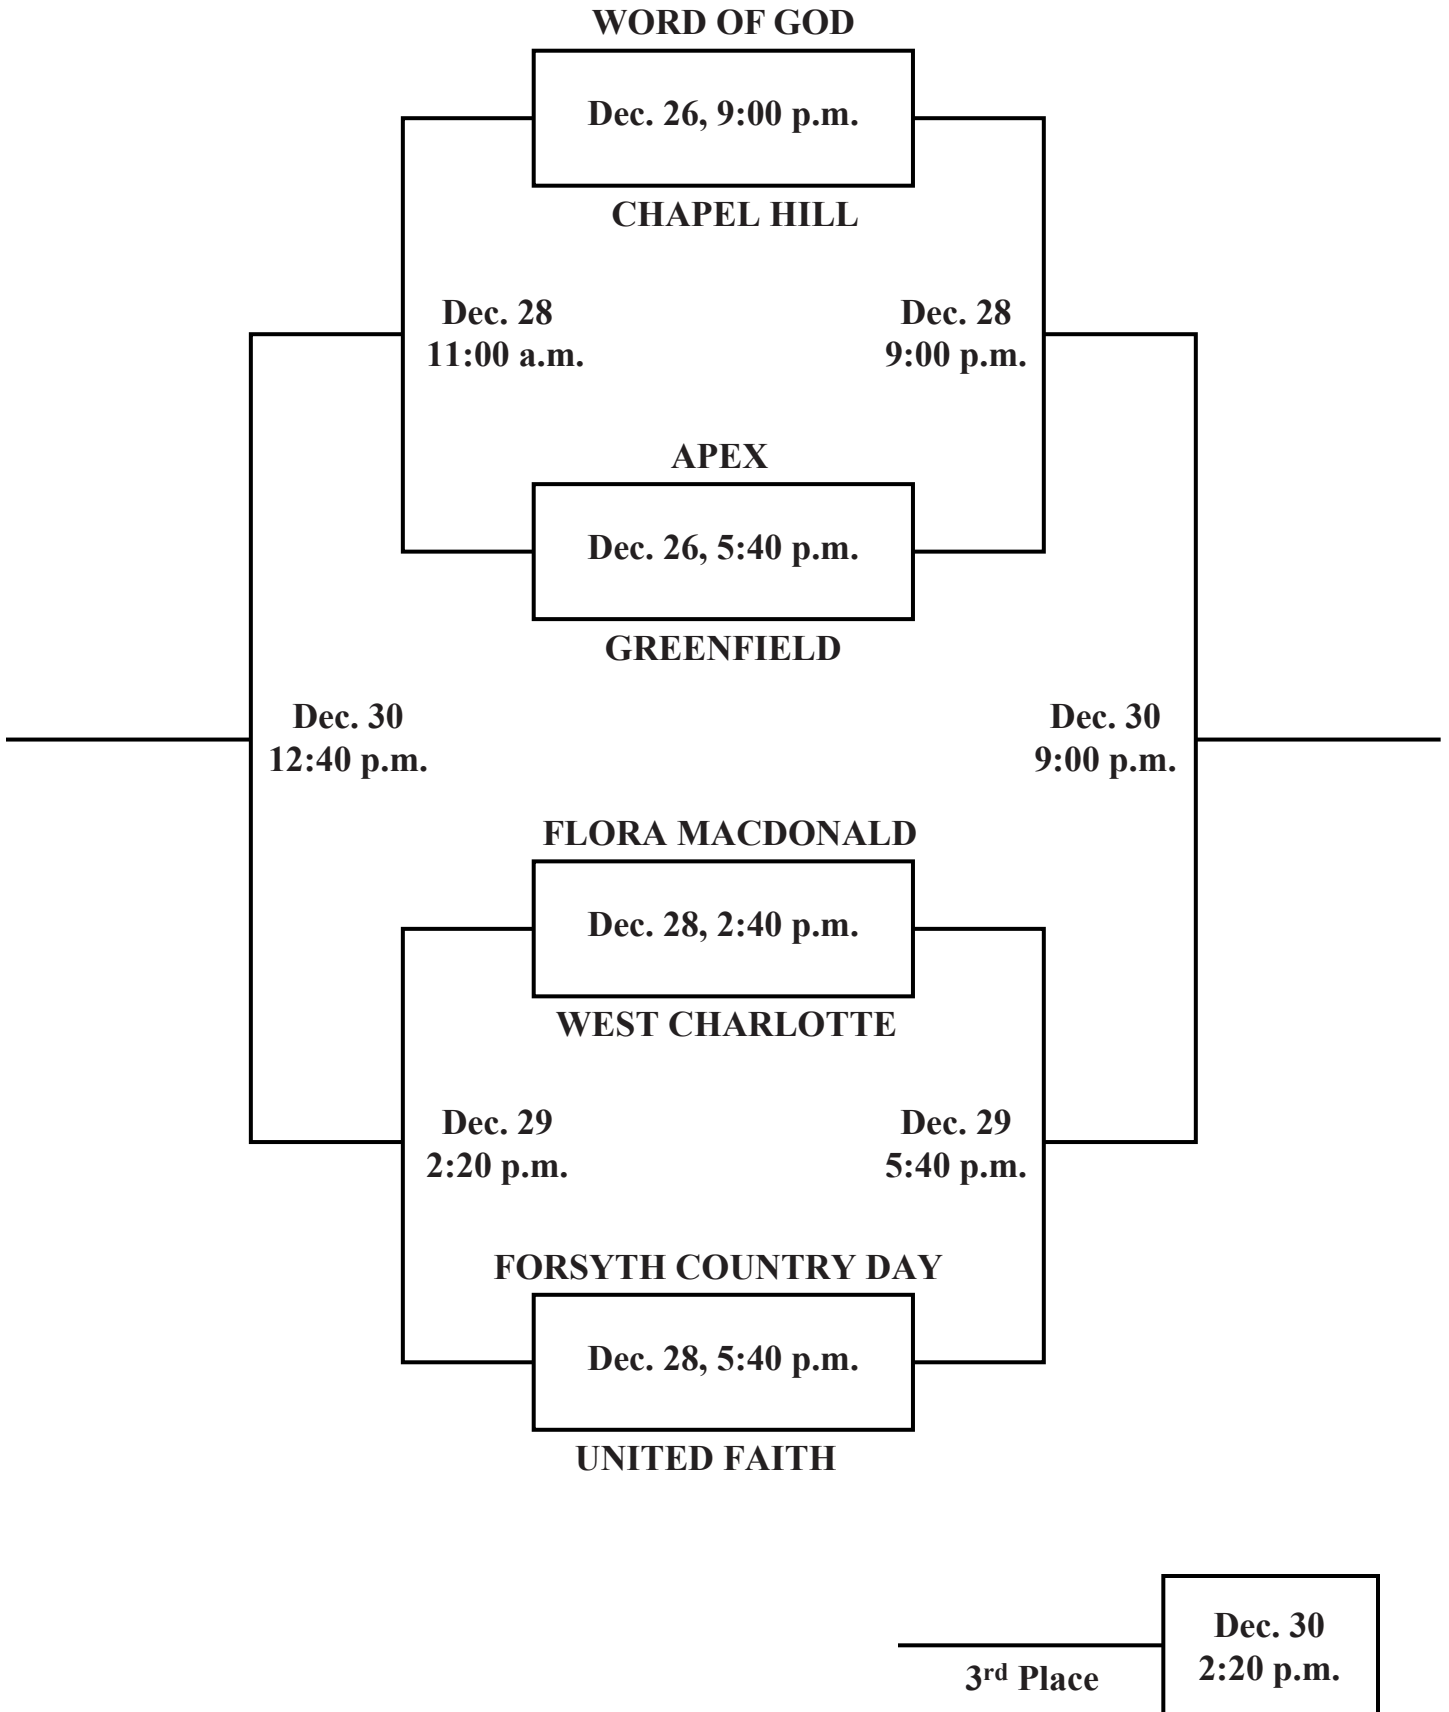 WORD OF GOD
Dec. 26, 9:00 p.m.
CHAPEL HILL
Dec. 28
11:00 a.m.
Dec. 28
9:00 p.m.
APEX
Dec. 26, 5:40 p.m.
GREENFIELD
Dec. 30
12:40 p.m.
Dec. 30
9:00 p.m.
FLORA MACDONALD
Dec. 28, 2:40 p.m.
WEST CHARLOTTE
Dec. 29
2:20 p.m.
Dec. 29
5:40 p.m.
FORSYTH COUNTRY DAY
Dec. 28, 5:40 p.m.
UNITED FAITH
Dec. 30
2:20 p.m.
3rd Place